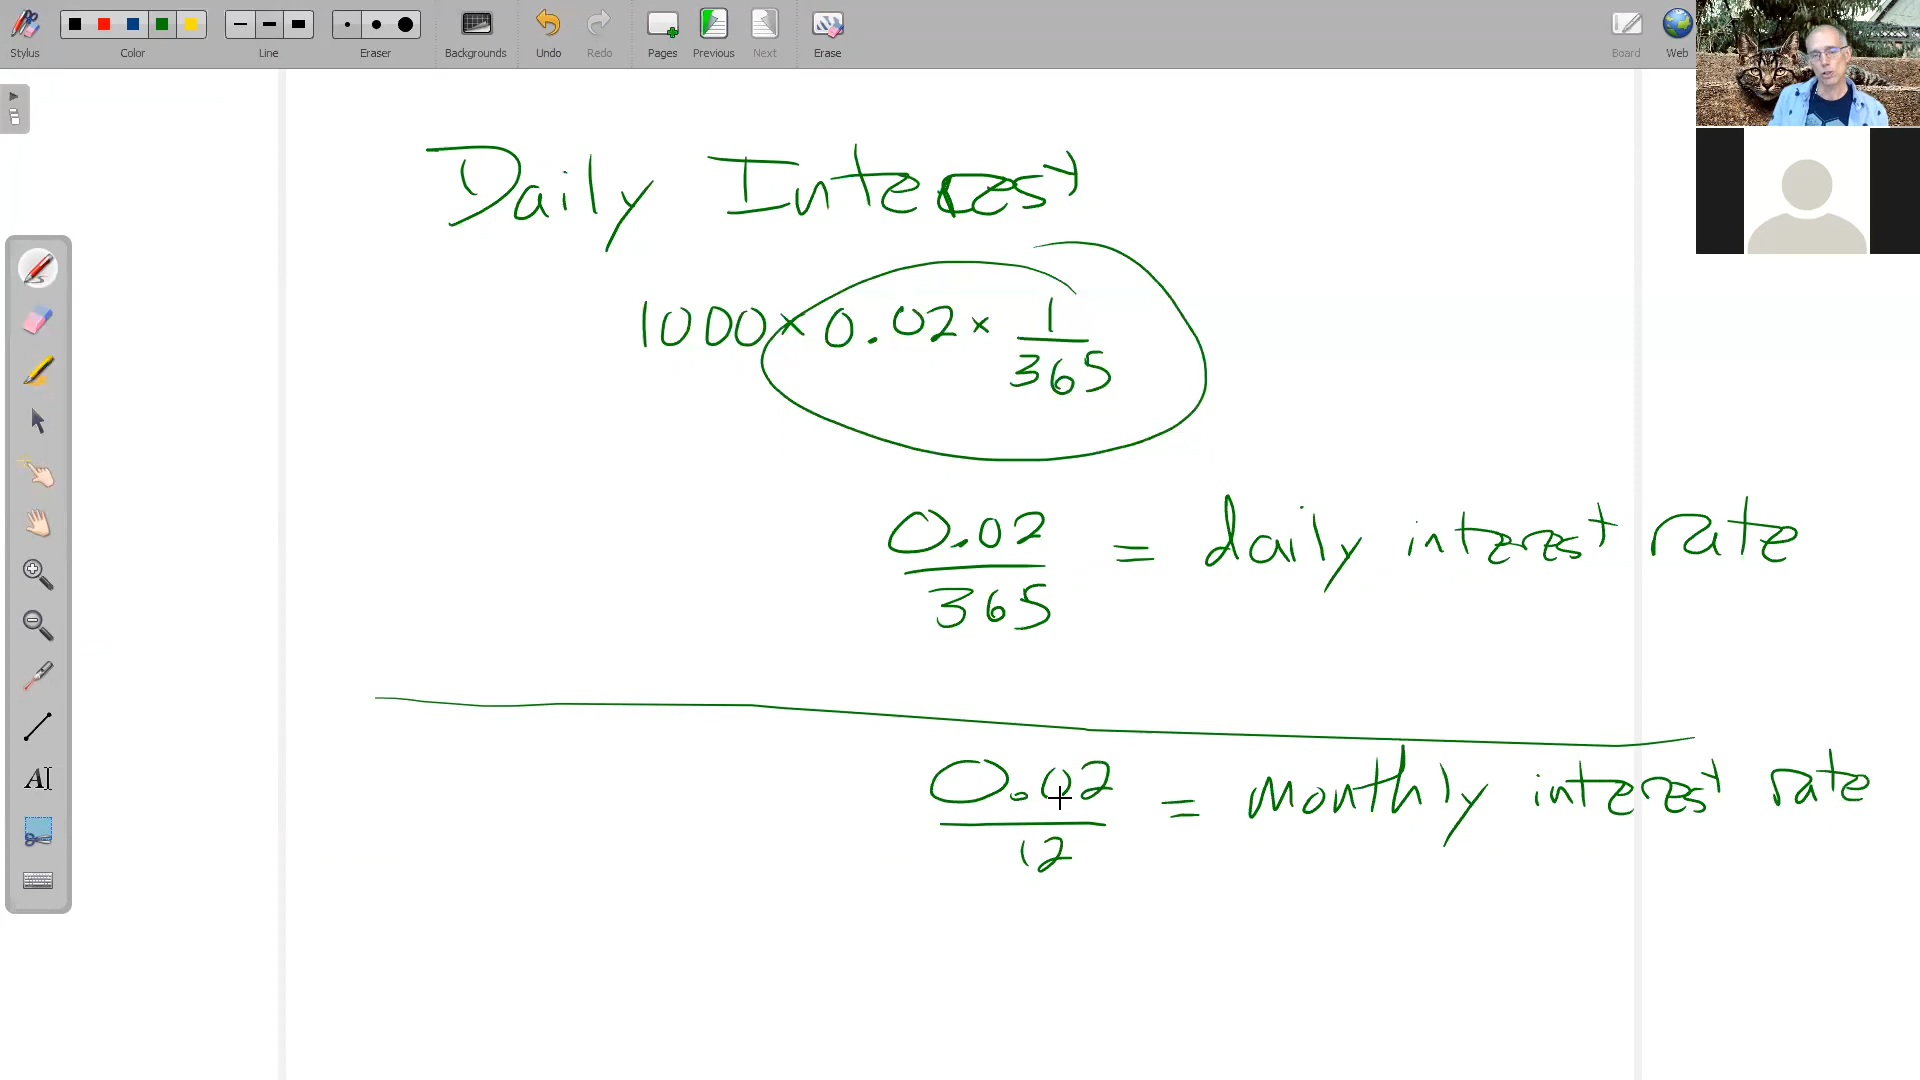 Stylus Color Line Eraser Backgrounds Undo Redo Pages Previous Next Erase Board Web
Daily Interest
1000 × 0.02 × 1/365
0.02/365 = daily interest rate
0.02/12 = monthly interest rate
AI